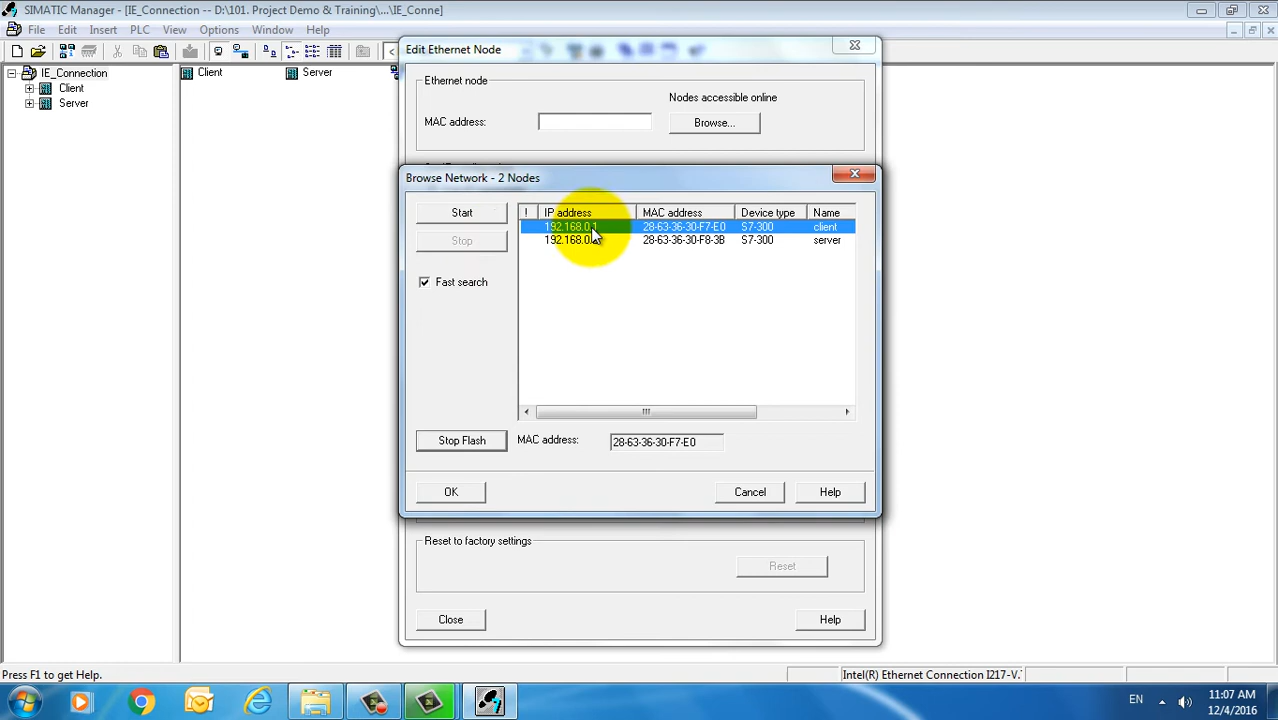 SIMATIC Manager - [IE_Connection -- D:\101. Project Demo & Training\...\IE_Conne]
File Edit Insert PLC View Options Window Help
IE_Connection
Client
Server
Client Server
Edit Ethernet Node
Ethernet node
Nodes accessible online
MAC address: Browse...
Browse Network - 2 Nodes
Start
Stop
Fast search
! IP address MAC address Device type Name
192.168.0.1 28-63-36-30-F7-E0 S7-300 client
28-63-36-30-F8-3B S7-300 server
Stop Flash MAC address: 28-63-36-30-F7-E0
OK Cancel Help
Reset to factory settings
Reset
Close Help
Press F1 to get Help. Intel(R) Ethernet Connection I217-V.
EN 11:07 AM
12/4/2016